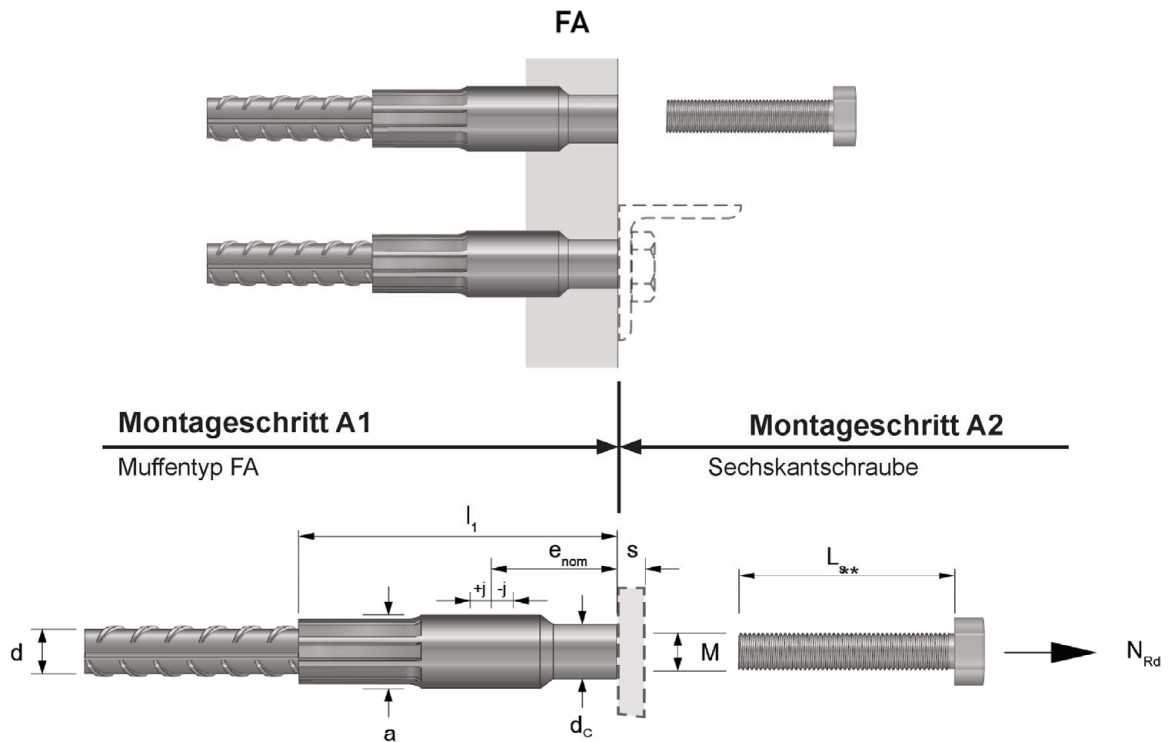 FA
Montageschritt A1
Montageschritt A2
Muffentyp FA
Sechskantschraube
l₁
e_nom
s
L_s**
+j
-j
d
M
N_Rd
a
d_C